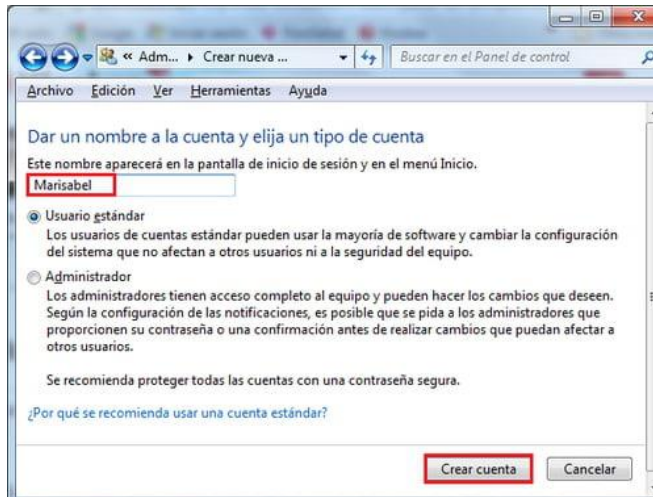 « Adm... ▸ Crear nueva ...
Buscar en el Panel de control
Archivo Edición Ver Herramientas Ayuda
Dar un nombre a la cuenta y elija un tipo de cuenta
Este nombre aparecerá en la pantalla de inicio de sesión y en el menú Inicio.
Marisabel
Usuario estándar
Los usuarios de cuentas estándar pueden usar la mayoría de software y cambiar la configuración
del sistema que no afectan a otros usuarios ni a la seguridad del equipo.
Administrador
Los administradores tienen acceso completo al equipo y pueden hacer los cambios que deseen.
Según la configuración de las notificaciones, es posible que se pida a los administradores que
proporcionen su contraseña o una confirmación antes de realizar cambios que puedan afectar a
otros usuarios.
Se recomienda proteger todas las cuentas con una contraseña segura.
¿Por qué se recomienda usar una cuenta estándar?
Crear cuenta Cancelar